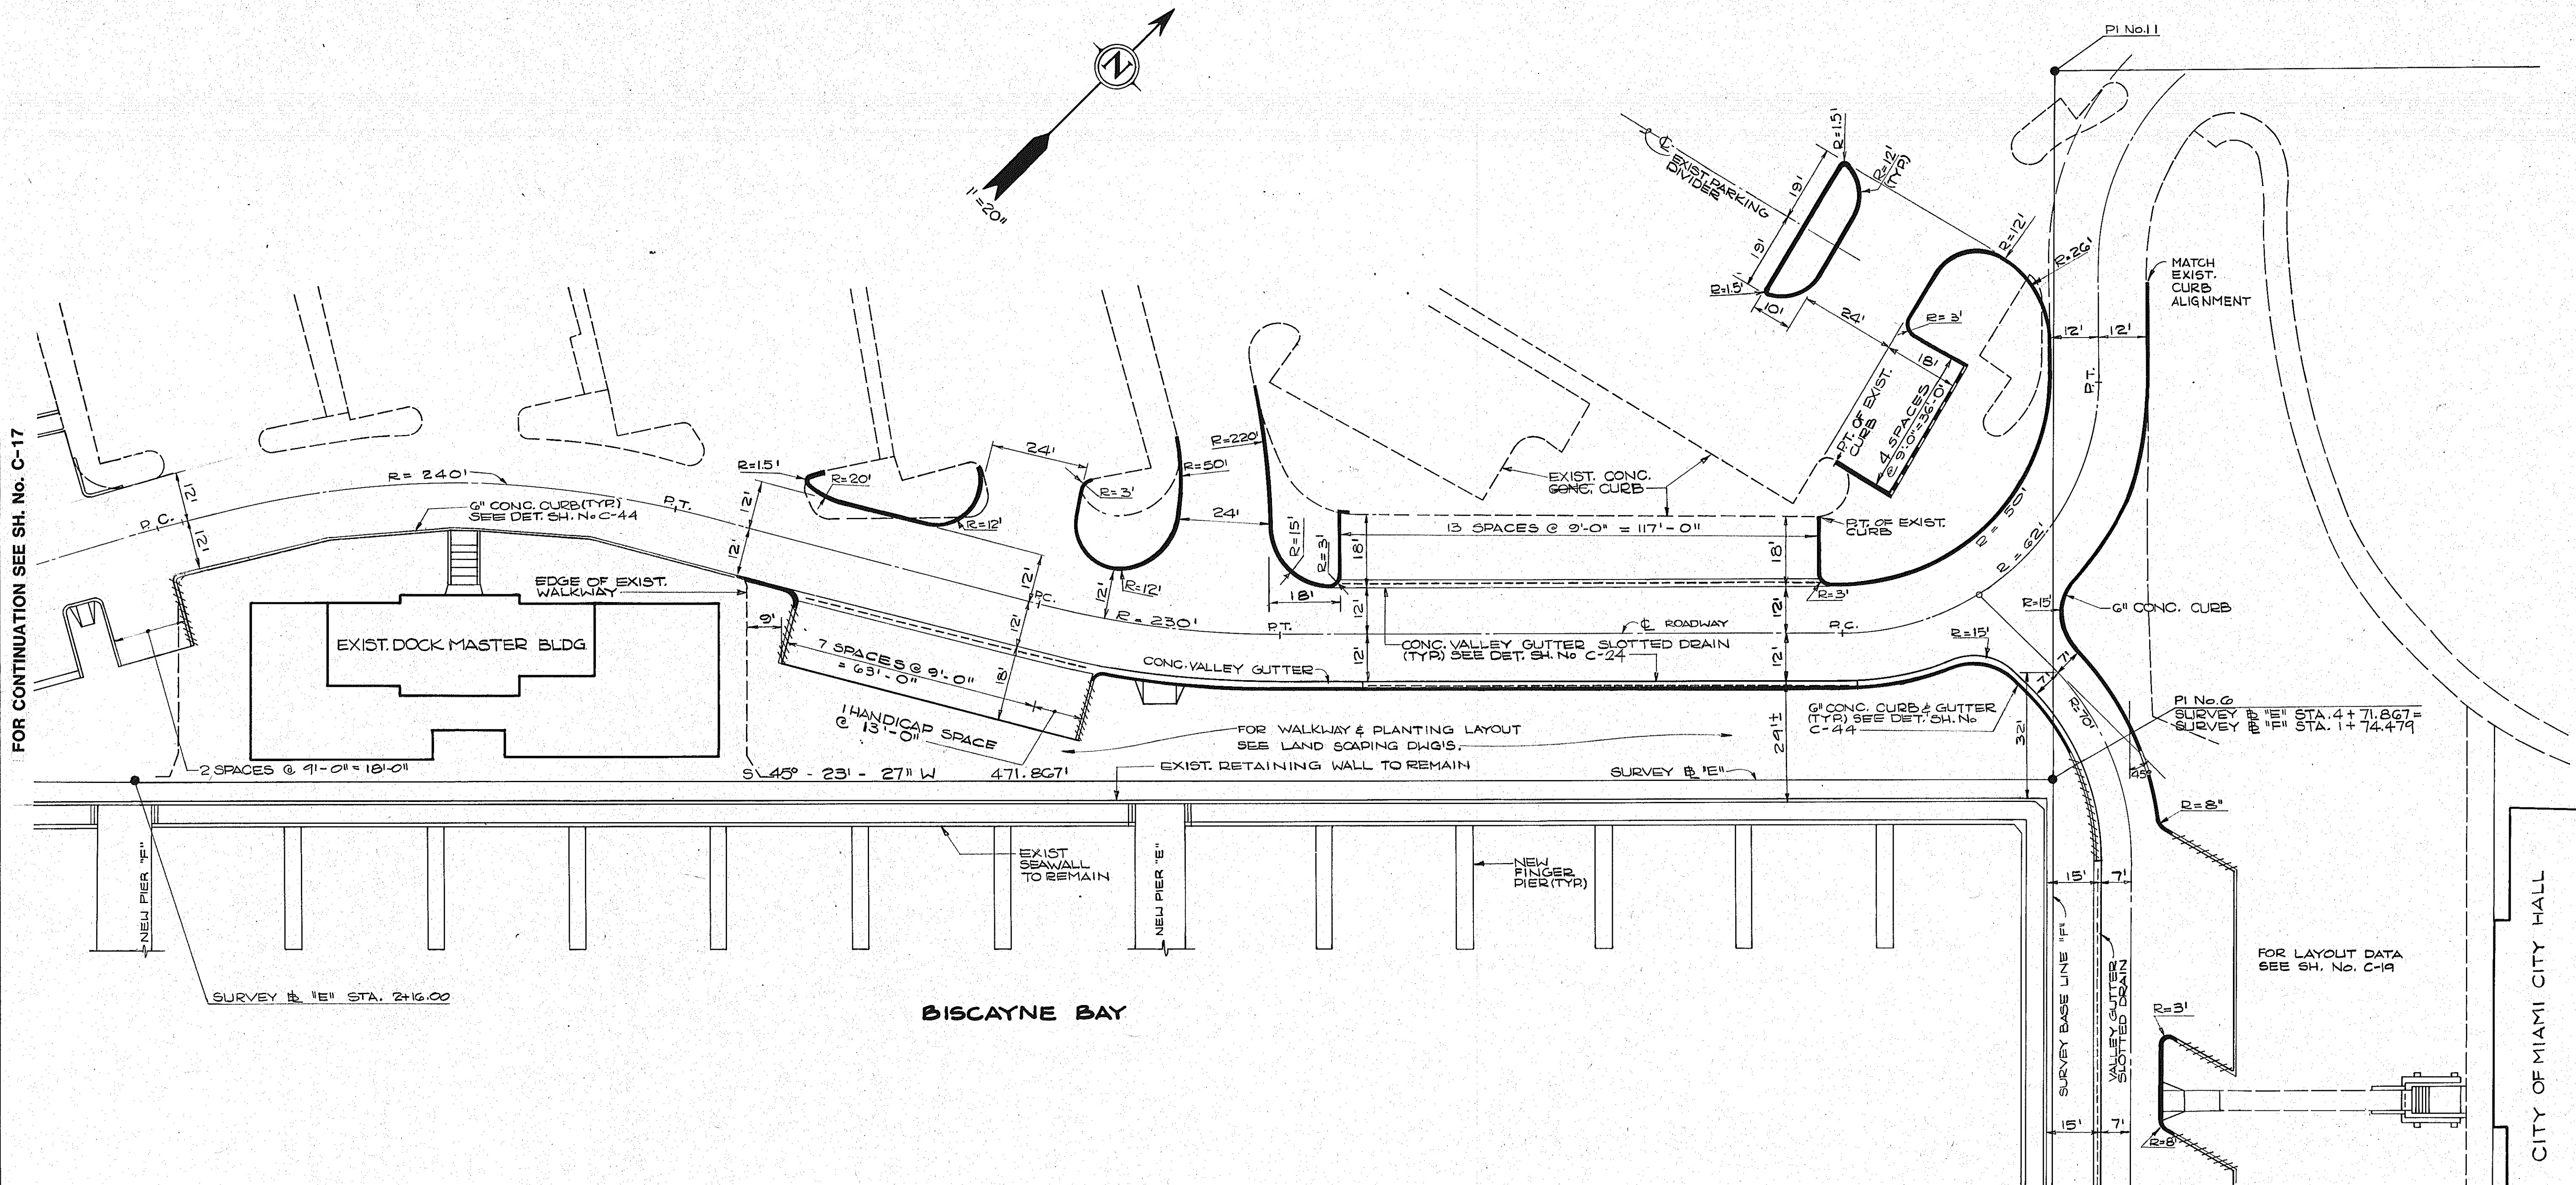 PI No.11
N
1"=20"
FOR CONTINUATION SEE SH. No. C-17
℄ EXIST. PARKING
DIVIDER
19'
19'
R=1.5'
R=12'
(TYP.)
R=1.5'
10'
24'
R=12'
R=26'
R=3'
18'
4 SPACES
@ 9'-0"=36'-0"
P.T. OF EXIST.
CURB
MATCH
EXIST.
CURB
ALIGNMENT
12'
12'
P.T.
R=240'
P.C.
12'
12'
6" CONC. CURB (TYP.)
SEE DET. SH. No C-44
P.T.
R=1.5'
R=20'
R=12'
12'
12'
24'
R=3'
R=50'
R=220'
24'
R=12'
12'
R=15'
R=3'
18'
18'
EXIST. CONC.
CONC. CURB
13 SPACES @ 9'-0" = 117'-0"
18'
P.T. OF EXIST.
CURB
R=3'
R=50'
R=62'
EDGE OF EXIST.
WALKWAY
EXIST. DOCK MASTER BLDG.
9'
7 SPACES @ 9'-0"
= 63'-0"
1 HANDICAP SPACE
@ 13'-0"
12'
12'
18'
P.C.
R=230'
P.T.
12'
12'
12'
12'
℄ ROADWAY
P.C.
CONC. VALLEY GUTTER
CONC. VALLEY GUTTER SLOTTED DRAIN
(TYP.) SEE DET. SH. No C-24
R=15'
R=15'
6" CONC. CURB
7'
7'
R=70'
6" CONC. CURB & GUTTER
(TYP.) SEE DET. SH. No
C-44
32'
29'±
FOR WALKWAY & PLANTING LAYOUT
SEE LAND SCAPING DWG'S.
PI No.6
SURVEY ℄ "E" STA. 4+71.867=
SURVEY ℄ "F" STA. 1+74.479
45°
R=8"
2 SPACES @ 9'-0"=18'-0"
S 45° - 23' - 27" W 471.867'
EXIST. RETAINING WALL TO REMAIN
SURVEY ℄ "E"
NEW PIER "F"
EXIST
SEAWALL
TO REMAIN
NEW PIER "E"
NEW
FINGER
PIER (TYP.)
SURVEY ℄ "E" STA. 2+16.00
BISCAYNE BAY
15'
7'
SURVEY BASE LINE "F"
VALLEY GUTTER
SLOTTED DRAIN
15'
7'
FOR LAYOUT DATA
SEE SH. No. C-19
R=3'
R=8'
CITY OF MIAMI CITY HALL